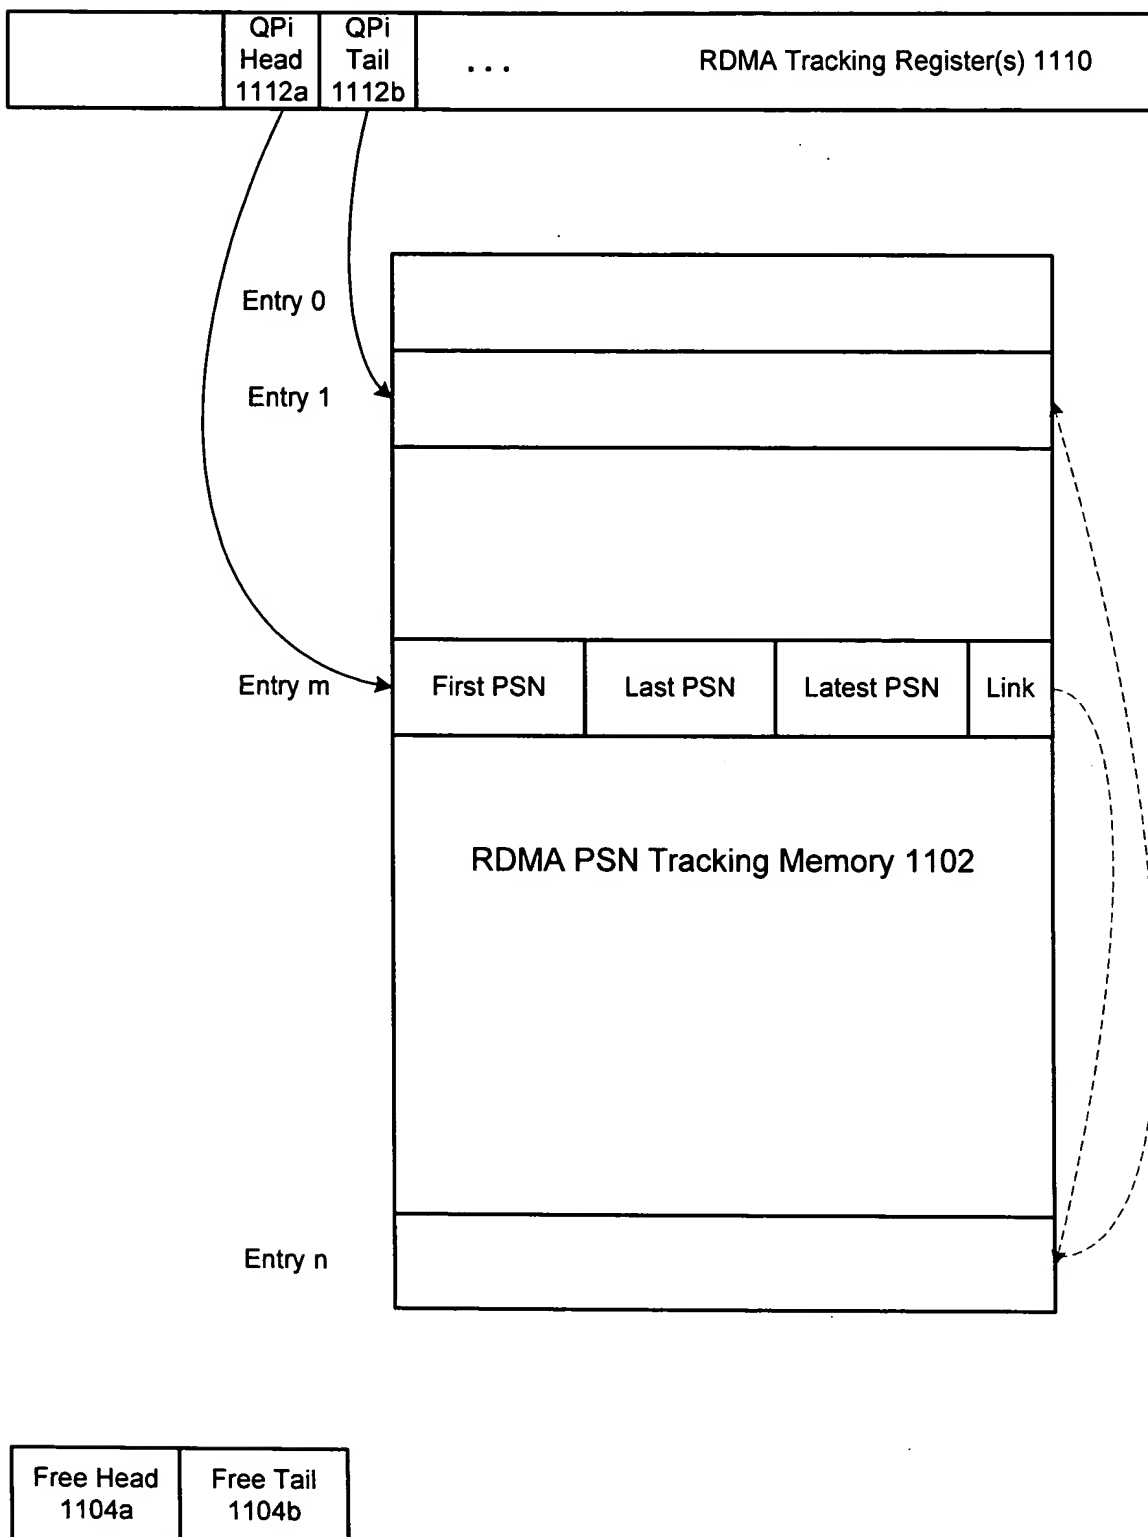 QPi
Head
1112a
QPi
Tail
1112b
...
RDMA Tracking Register(s) 1110
Entry 0
Entry 1
Entry m
First PSN
Last PSN
Latest PSN
Link
RDMA PSN Tracking Memory 1102
Entry n
Free Head
1104a
Free Tail
1104b